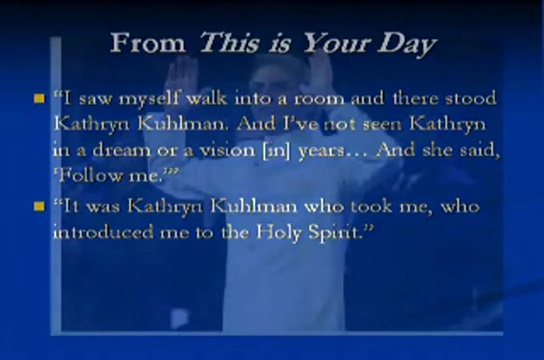 From This is Your Day
"I saw myself walk into a room and there stood
Kathryn Kuhlman. And I've not seen Kathryn
in a dream or a vision [in] years… And she said,
'Follow me.'"
"It was Kathryn Kuhlman who took me, who
introduced me to the Holy Spirit."